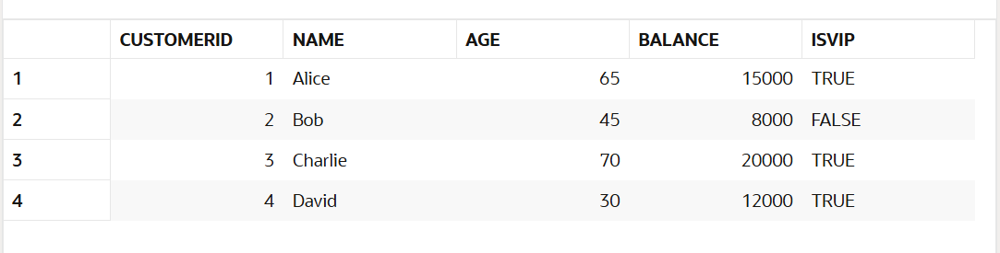 CUSTOMERID NAME AGE BALANCE ISVIP
1 1 Alice 65 15000 TRUE
2 2 Bob 45 8000 FALSE
3 3 Charlie 70 20000 TRUE
4 4 David 30 12000 TRUE